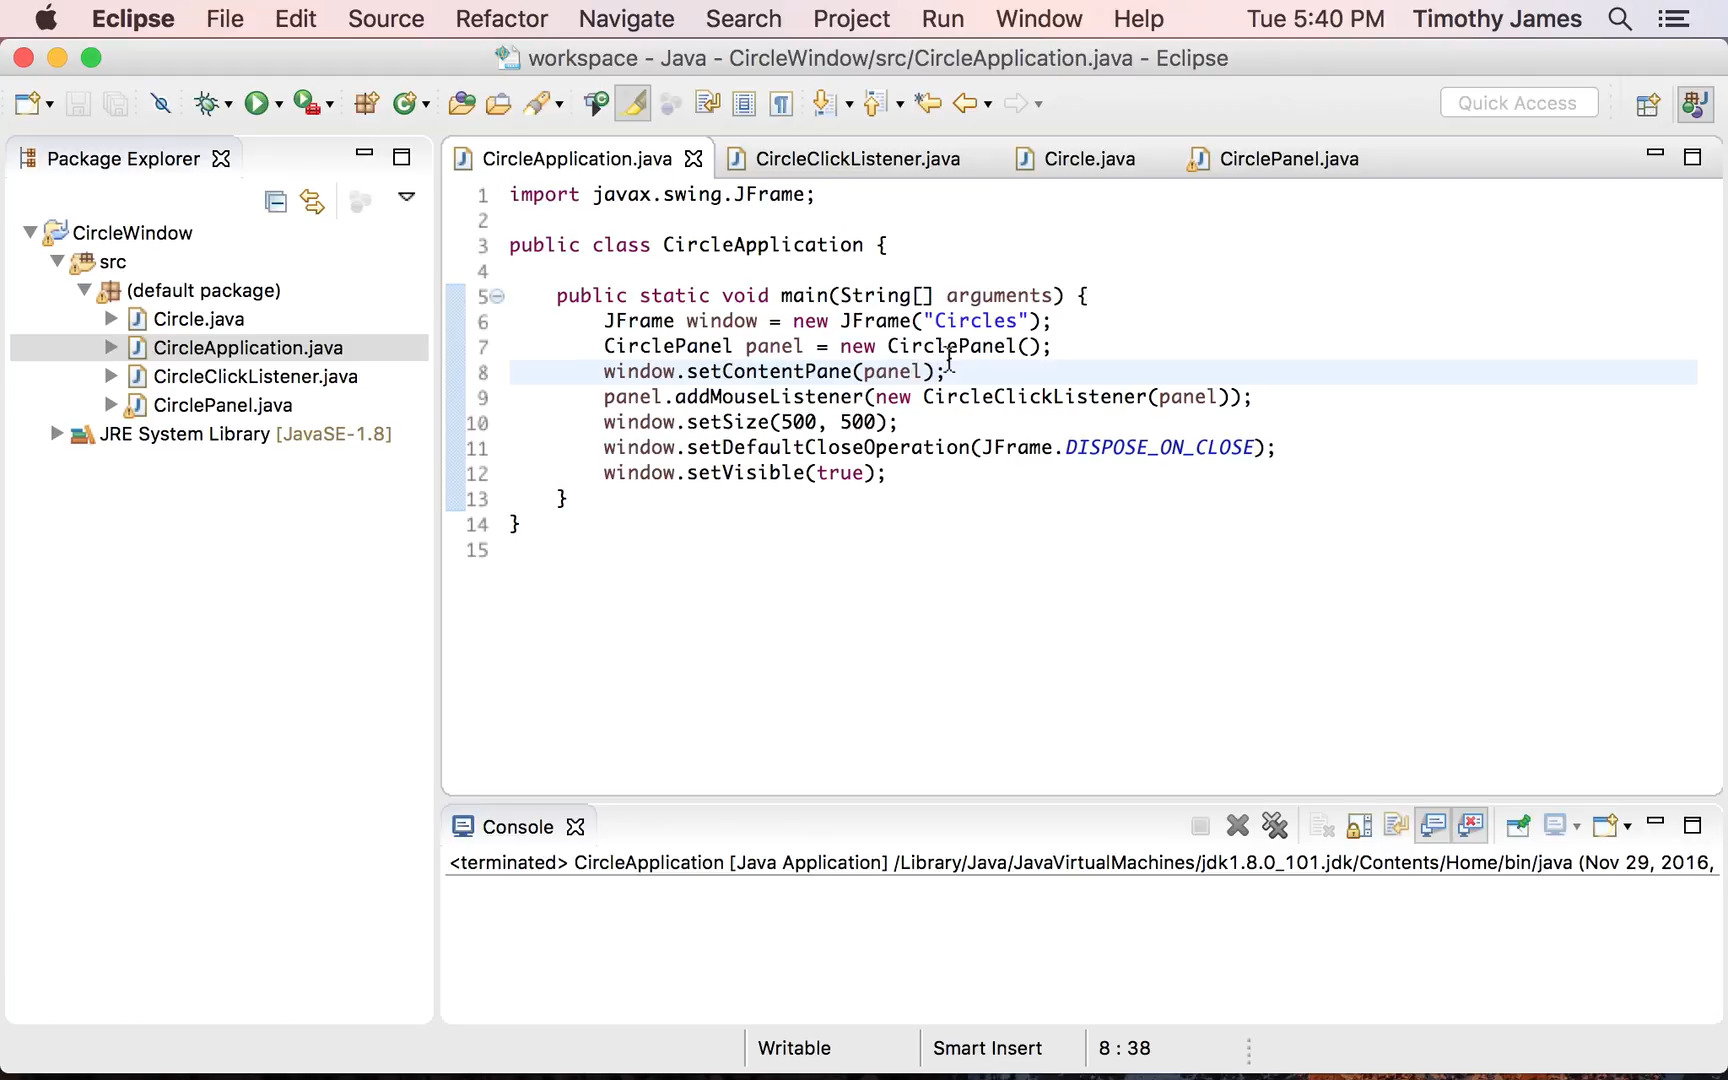 Eclipse File Edit Source Refactor Navigate Search Project Run Window Help Tue 5:40 PM Timothy James
workspace - Java - CircleWindow/src/CircleApplication.java - Eclipse
Quick Access
Package Explorer
CircleWindow
src
(default package)
Circle.java
CircleApplication.java
CircleClickListener.java
CirclePanel.java
JRE System Library [JavaSE-1.8]
CircleApplication.java CircleClickListener.java Circle.java CirclePanel.java
1 import javax.swing.JFrame;
2
3 public class CircleApplication {
4
5 public static void main(String[] arguments) {
6 JFrame window = new JFrame("Circles");
7 CirclePanel panel = new CirclePanel();
8 window.setContentPane(panel);
9 panel.addMouseListener(new CircleClickListener(panel));
10 window.setSize(500, 500);
11 window.setDefaultCloseOperation(JFrame.DISPOSE_ON_CLOSE);
12 window.setVisible(true);
13 }
14 }
15
Console
<terminated> CircleApplication [Java Application] /Library/Java/JavaVirtualMachines/jdk1.8.0_101.jdk/Contents/Home/bin/java (Nov 29, 2016,
Writable Smart Insert 8 : 38